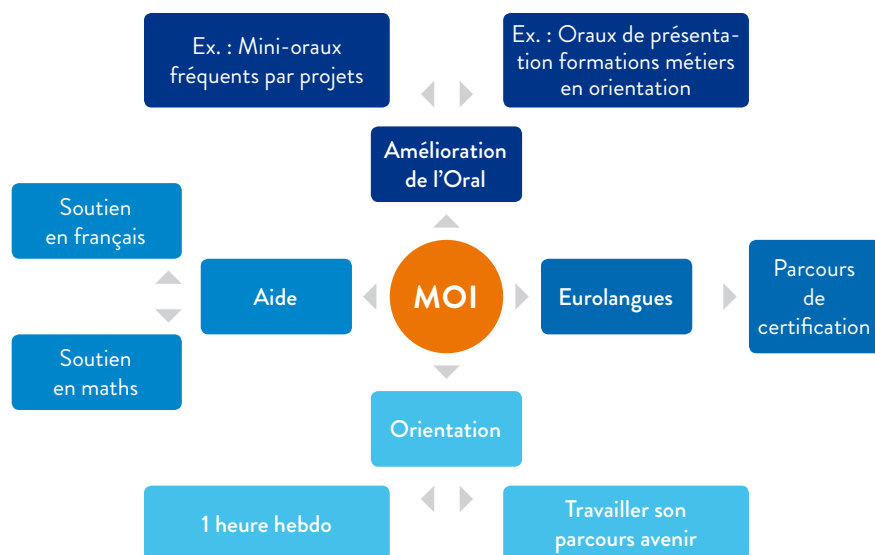 Ex. : Mini-oraux
fréquents par projets
Ex. : Oraux de présenta-
tion formations métiers
en orientation
Amélioration
de l'Oral
Soutien
en français
Aide
MOI
Eurolangues
Parcours
de
certification
Soutien
en maths
Orientation
1 heure hebdo
Travailler son
parcours avenir